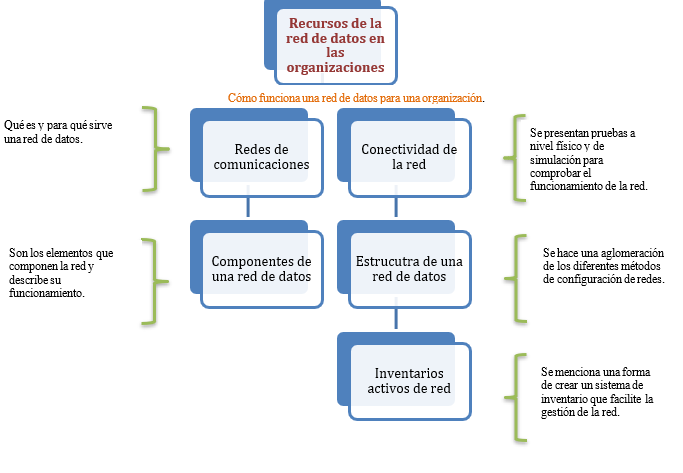 Recursos de la
red de datos en
las
organizaciones
Cómo funciona una red de datos para una organización.
Qué es y para qué sirve
una red de datos.
Redes de
comunicaciones
Conectividad de
la red
Se presentan pruebas a
nivel físico y de
simulación para
comprobar el
funcionamiento de la red.
Son los elementos que
componen la red y
describe su
funcionamiento.
Componentes de
una red de datos
Estrucutra de una
red de datos
Se hace una aglomeración
de los diferentes métodos
de configuración de redes.
Inventarios
activos de red
Se menciona una forma
de crear un sistema de
inventario que facilite la
gestión de la red.